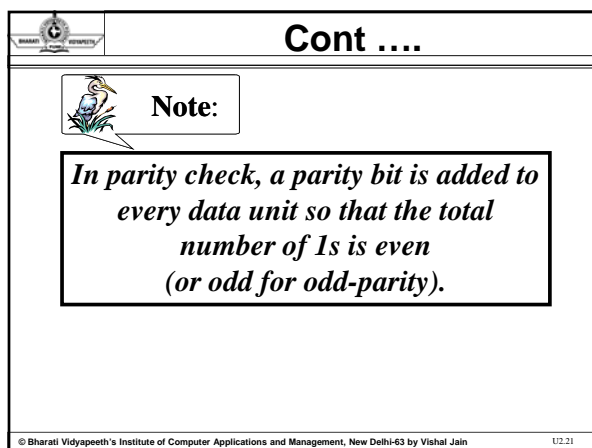 BHARATI
VIDYAPEETH
Cont ....
Note:
In parity check, a parity bit is added to
every data unit so that the total
number of 1s is even
(or odd for odd-parity).
© Bharati Vidyapeeth's Institute of Computer Applications and Management, New Delhi-63 by Vishal Jain
U2.21